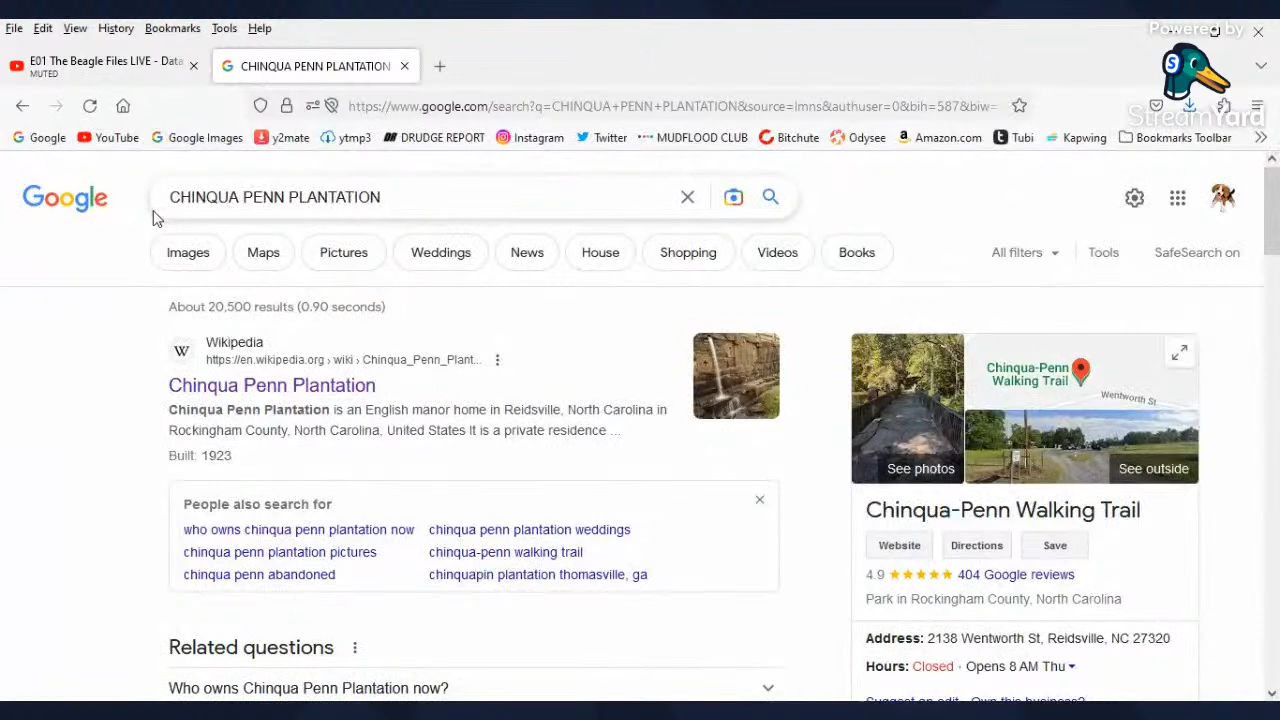 File Edit View History Bookmarks Tools Help
Powered by
E01 The Beagle Files LIVE - Data
MUTED
CHINQUA PENN PLANTATION
https://www.google.com/search?q=CHINQUA+PENN+PLANTATION&source=lmns&authuser=0&bih=587&biw=
StreamYard
Google YouTube Google Images y2mate ytmp3 DRUDGE REPORT Instagram Twitter MUDFLOOD CLUB Bitchute Odysee Amazon.com Tubi Kapwing Bookmarks Toolbar
Google
CHINQUA PENN PLANTATION
Images Maps Pictures Weddings News House Shopping Videos Books All filters Tools SafeSearch on
About 20,500 results (0.90 seconds)
W
Wikipedia
https://en.wikipedia.org › wiki › Chinqua_Penn_Plant...
Chinqua Penn Plantation
Chinqua Penn Plantation is an English manor home in Reidsville, North Carolina in
Rockingham County, North Carolina, United States It is a private residence ...
Built: 1923
People also search for
who owns chinqua penn plantation now chinqua penn plantation weddings
chinqua penn plantation pictures chinqua-penn walking trail
chinqua penn abandoned chinquapin plantation thomasville, ga
Related questions
Who owns Chinqua Penn Plantation now?
Chinqua-Penn
Walking Trail
Wentworth St
See photos
See outside
Chinqua-Penn Walking Trail
Website Directions Save
4.9 404 Google reviews
Park in Rockingham County, North Carolina
Address: 2138 Wentworth St, Reidsville, NC 27320
Hours: Closed · Opens 8 AM Thu
Suggest an edit · Own this business?